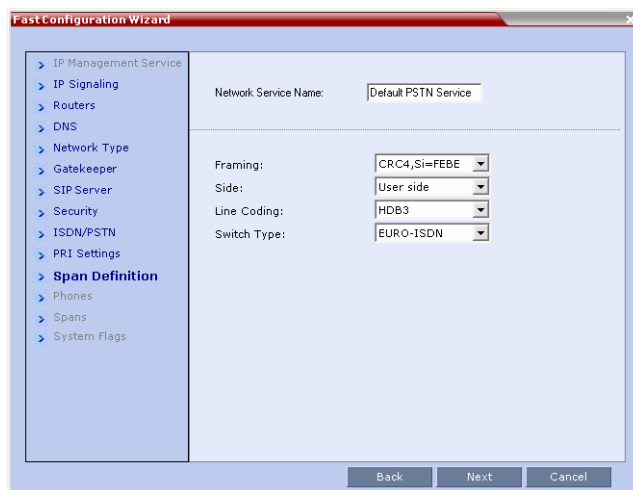 Fast Configuration Wizard
IP Management Service
IP Signaling
Routers
DNS
Network Type
Gatekeeper
SIP Server
Security
ISDN/PSTN
PRI Settings
Span Definition
Phones
Spans
System Flags
Network Service Name: Default PSTN Service
Framing: CRC4,Si=FEBE
Side: User side
Line Coding: HDB3
Switch Type: EURO-ISDN
Back Next Cancel